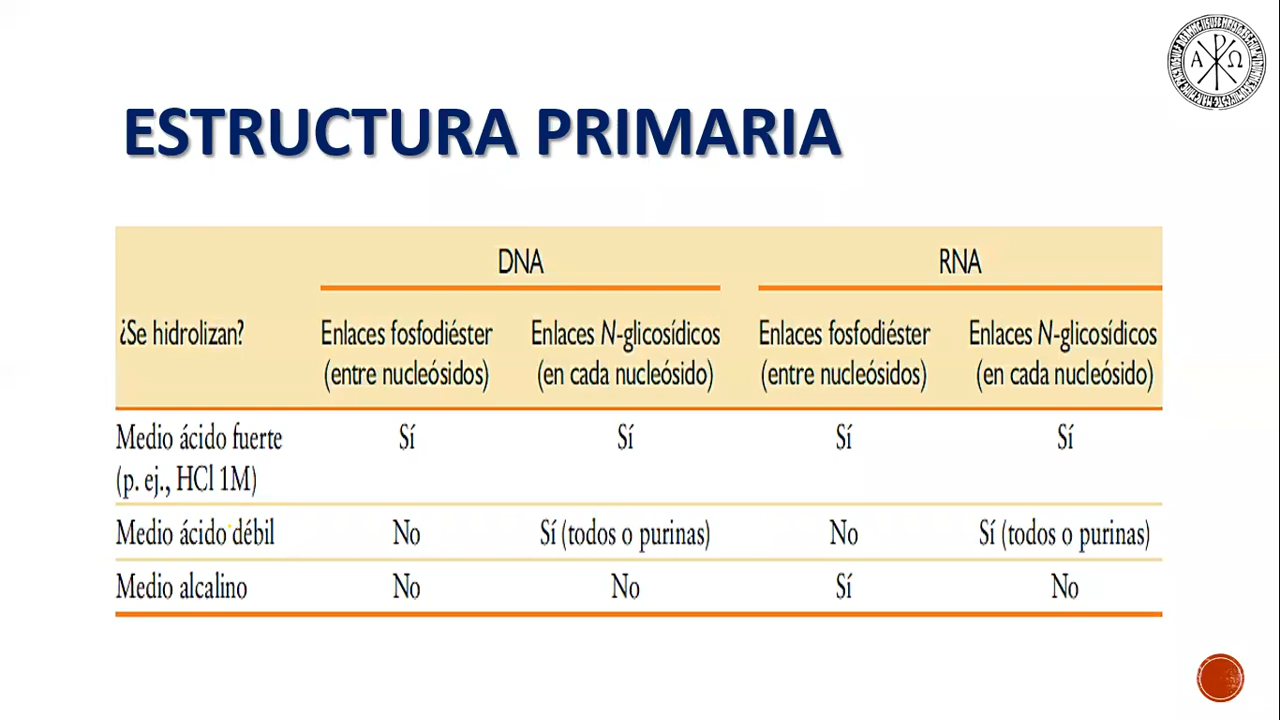 ESTRUCTURA PRIMARIA
DNA RNA
¿Se hidrolizan? Enlaces fosfodiéster (entre nucleósidos) Enlaces N-glicosídicos (en cada nucleósido) Enlaces fosfodiéster (entre nucleósidos) Enlaces N-glicosídicos (en cada nucleósido)
Medio ácido fuerte Sí Sí Sí Sí
(p. ej., HCl 1M)
Medio ácido débil No Sí (todos o purinas) No Sí (todos o purinas)
Medio alcalino No No Sí No